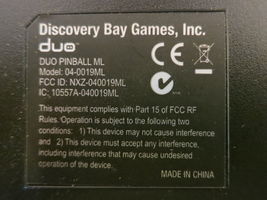 Discovery Bay Games, Inc.
duo
DUO PINBALL ML
Model: 04-0019ML
FCC ID: NXZ-040019ML
IC: 10557A-040019ML
This equipment complies with Part 15 of FCC RF
Rules. Operation is subject to the following two
conditions: 1) This device may not cause interference
and 2) This device must accept any interference,
including interference that may cause undesired
operation of the device.
MADE IN CHINA